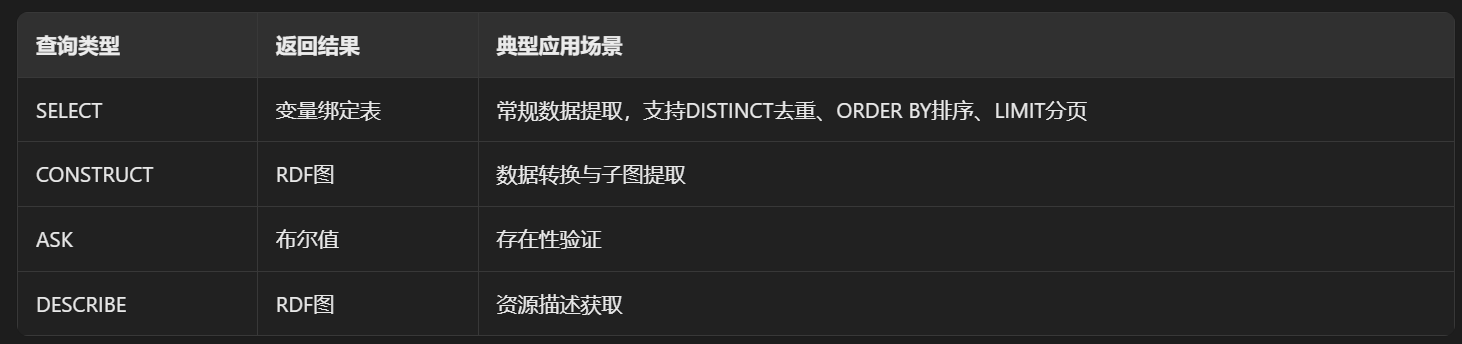 查询类型 返回结果 典型应用场景
SELECT 变量绑定表 常规数据提取，支持DISTINCT去重、ORDER BY排序、LIMIT分页
CONSTRUCT RDF图 数据转换与子图提取
ASK 布尔值 存在性验证
DESCRIBE RDF图 资源描述获取